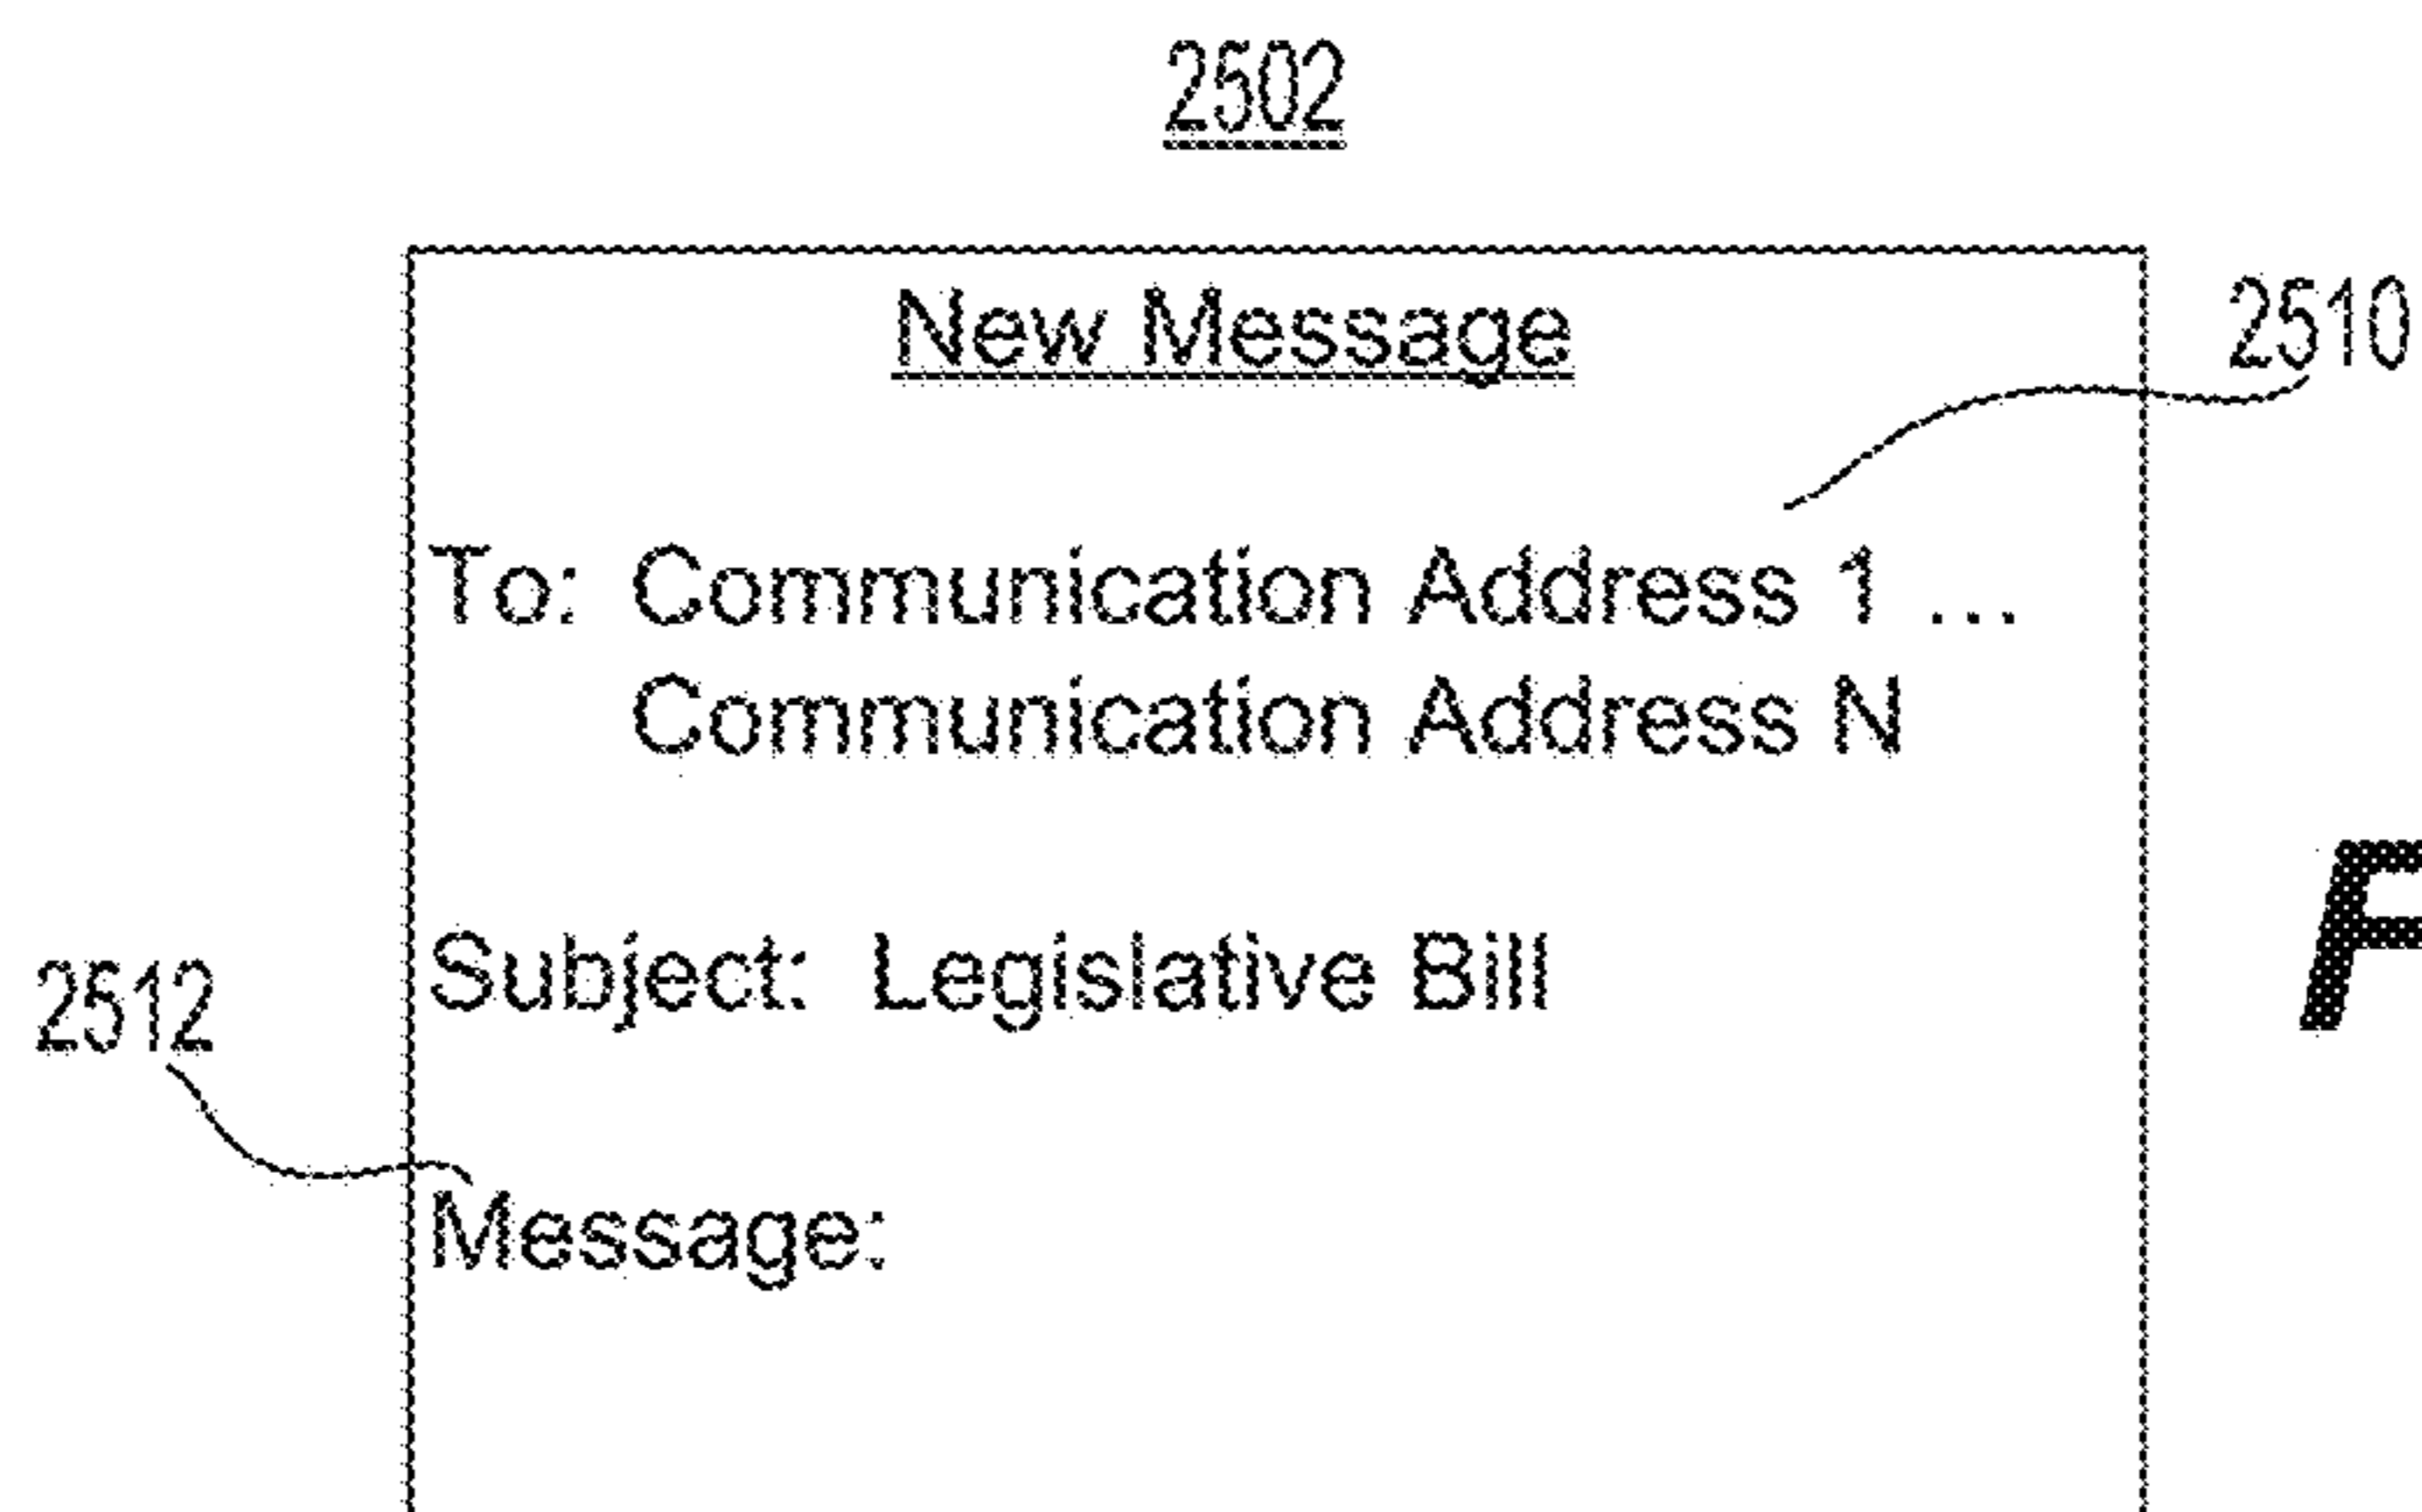 2502
New Message
2510
To: Communication Address 1 ...
Communication Address N
F
Subject: Legislative Bill
2512
Message: